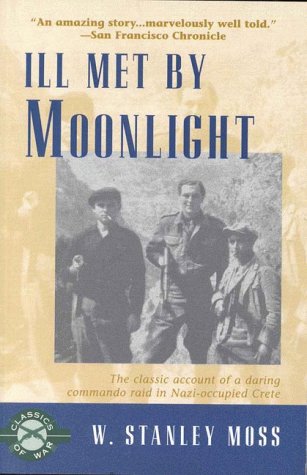 "An amazing story...marvelously well told."
—San Francisco Chronicle
ILL MET BY
MOONLIGHT
The classic account of a daring
commando raid in Nazi-occupied Crete
CLASSICS
OF WAR
W. STANLEY MOSS